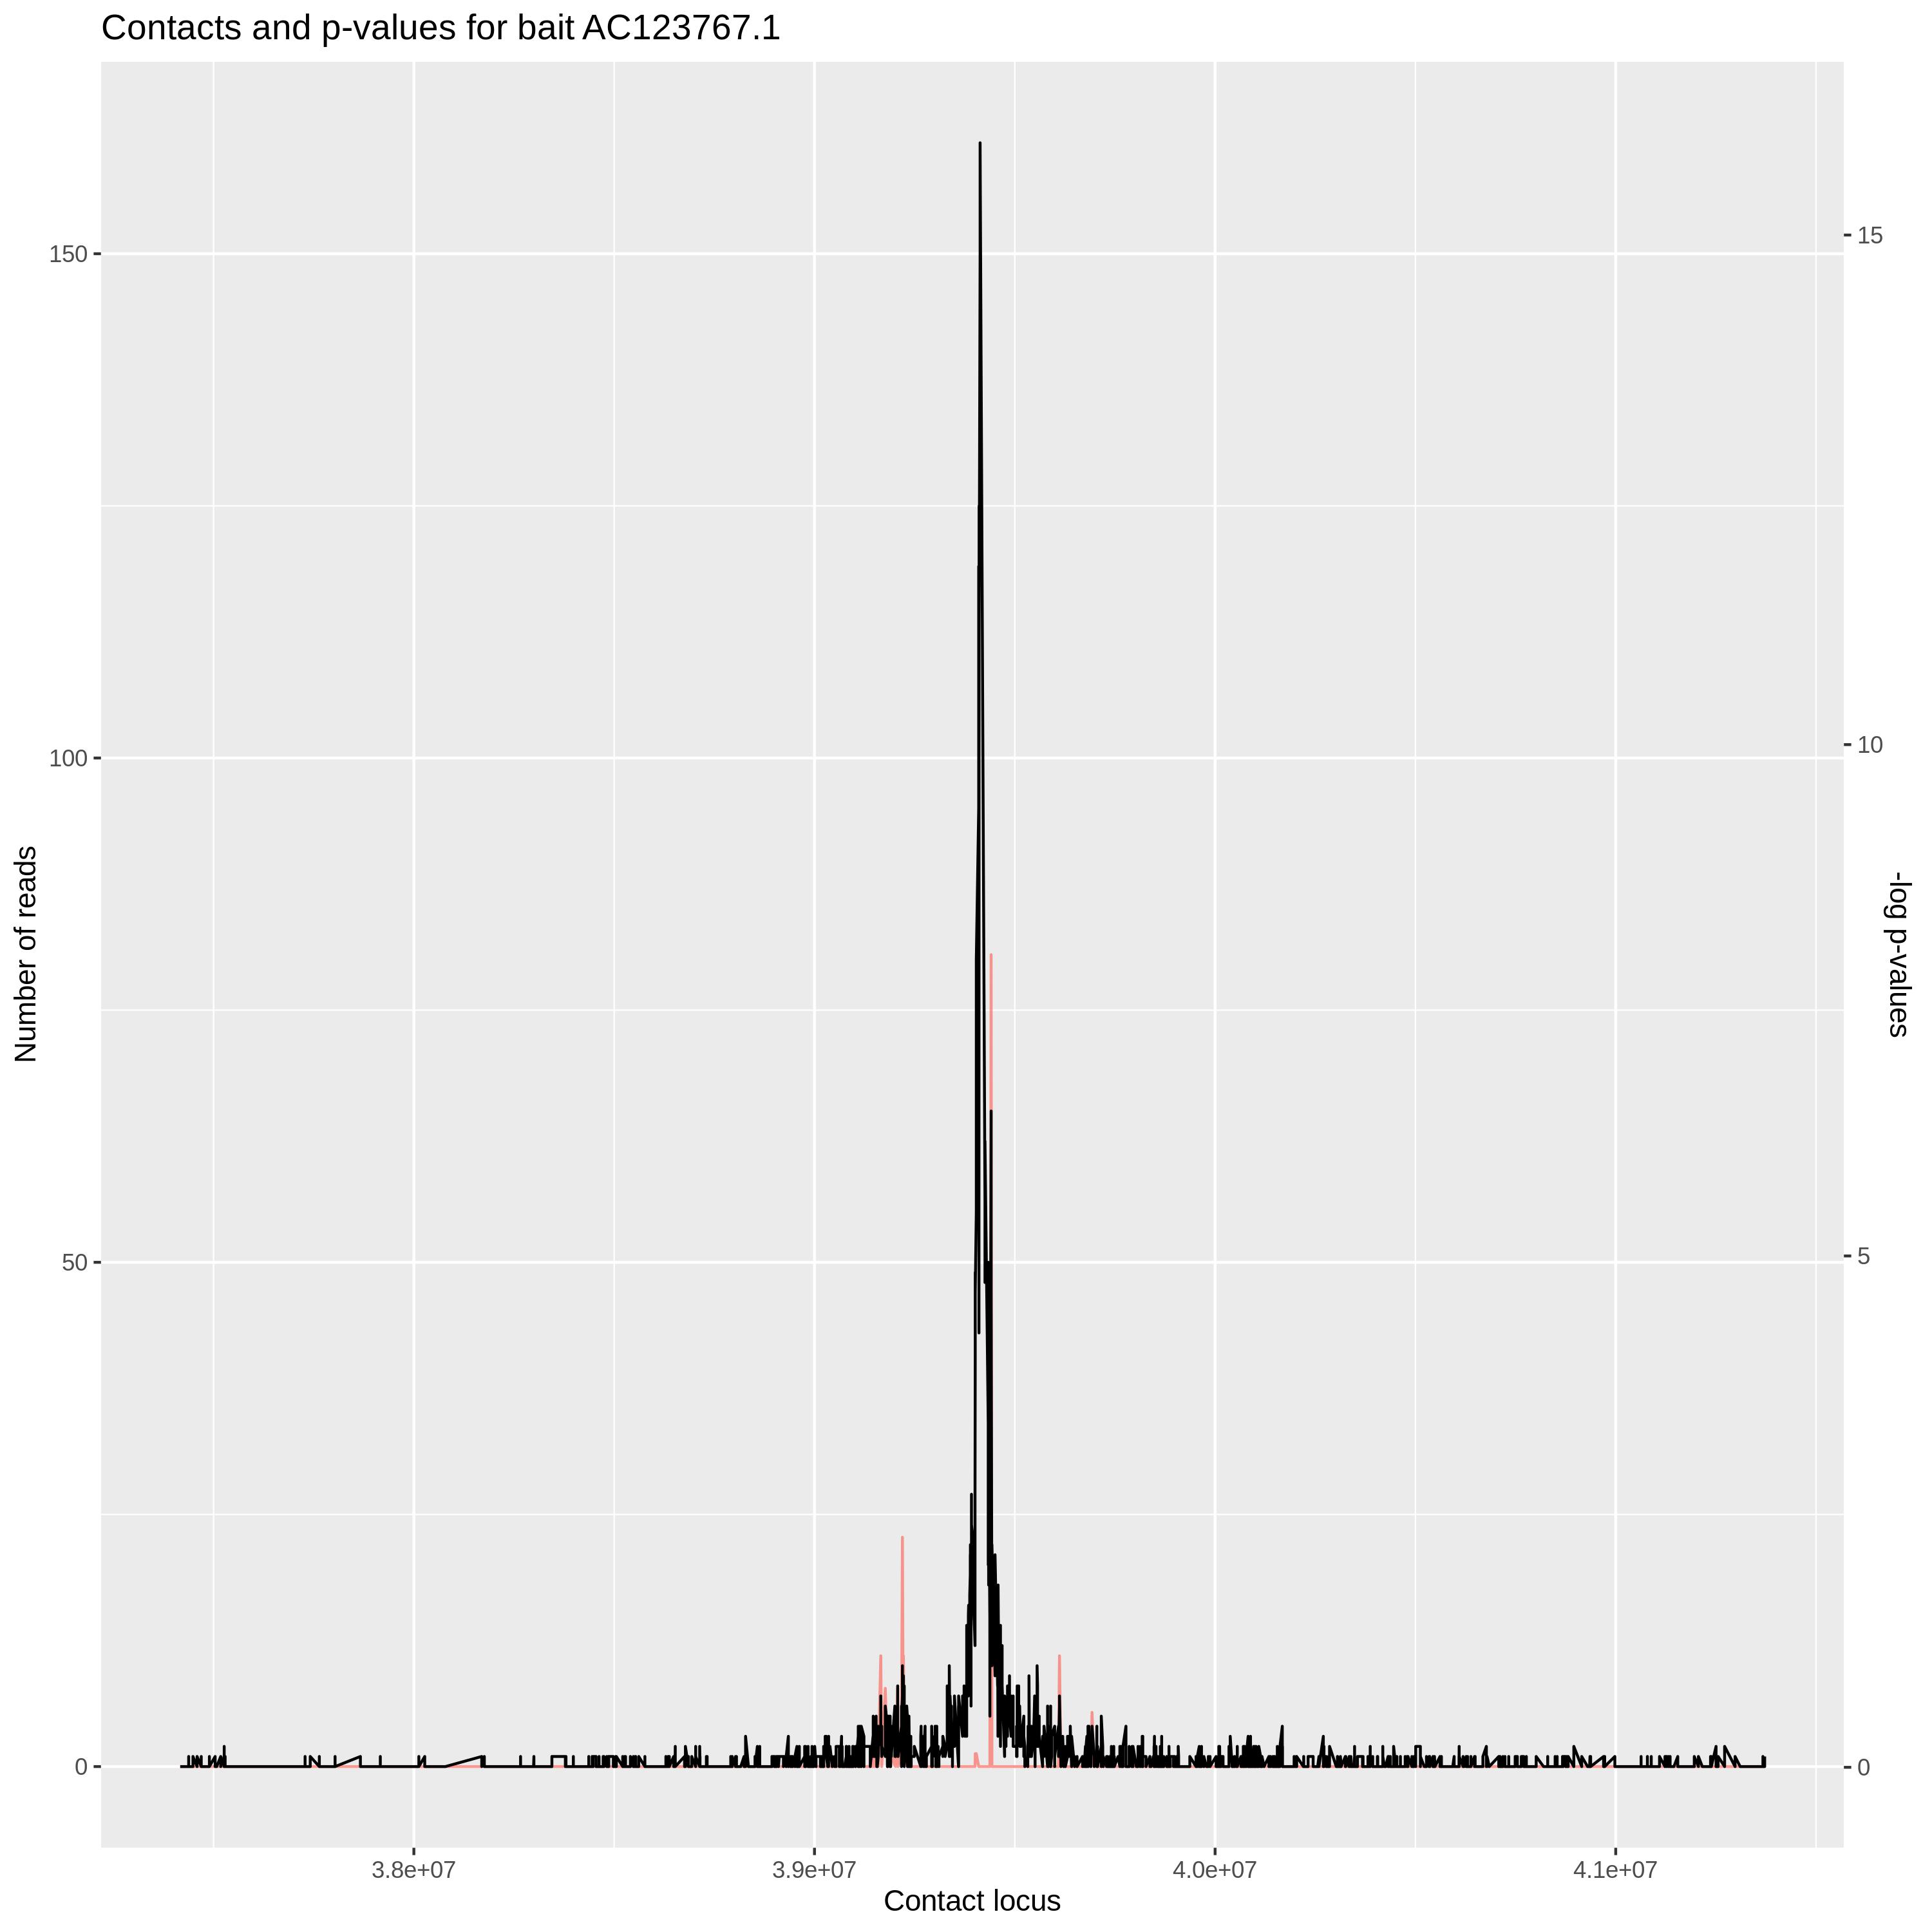 Contacts and p-values for bait AC123767.1
Number of reads
150
100
50
0
15
10
5
0
-log p-values
3.8e+07 3.9e+07 4.0e+07 4.1e+07
Contact locus